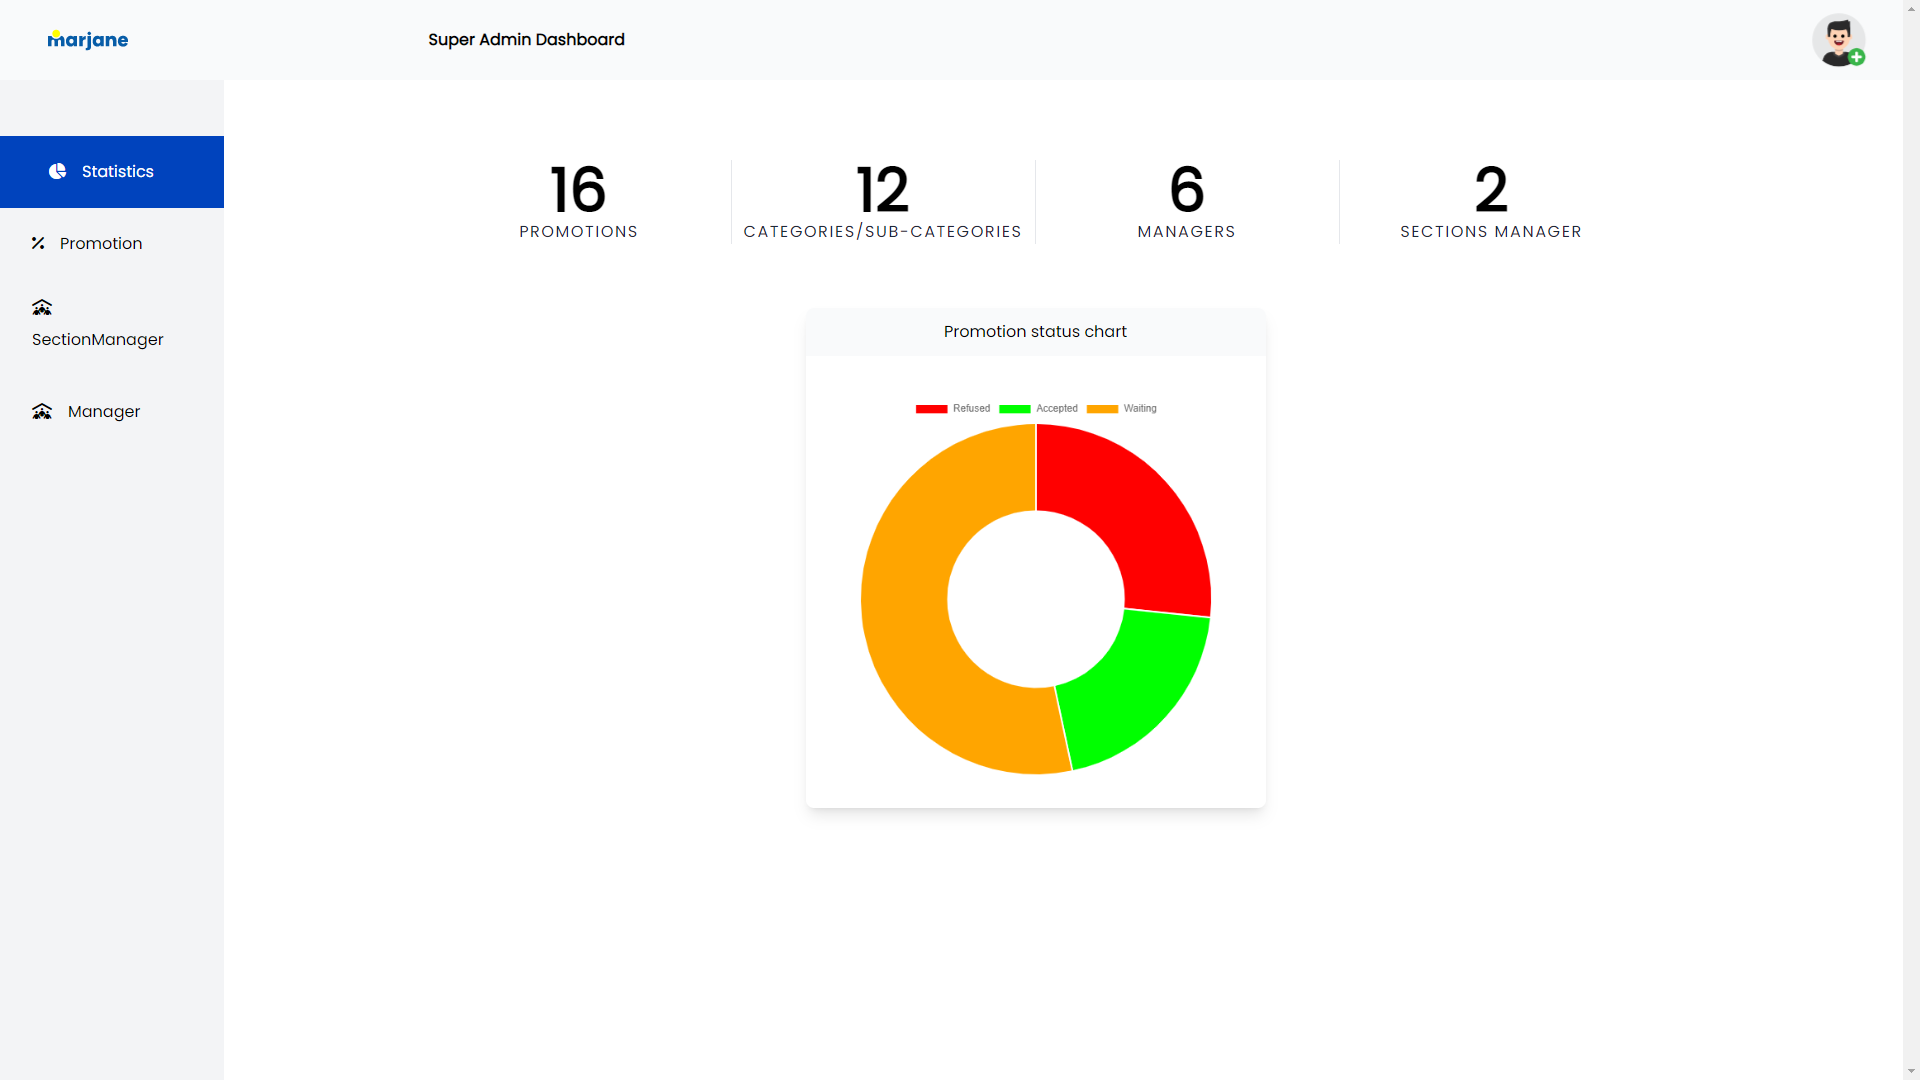 marjane
Super Admin Dashboard
Statistics
Promotion
SectionManager
Manager
16
PROMOTIONS
12
CATEGORIES/SUB-CATEGORIES
6
MANAGERS
2
SECTIONS MANAGER
Promotion status chart
Refused Accepted Waiting